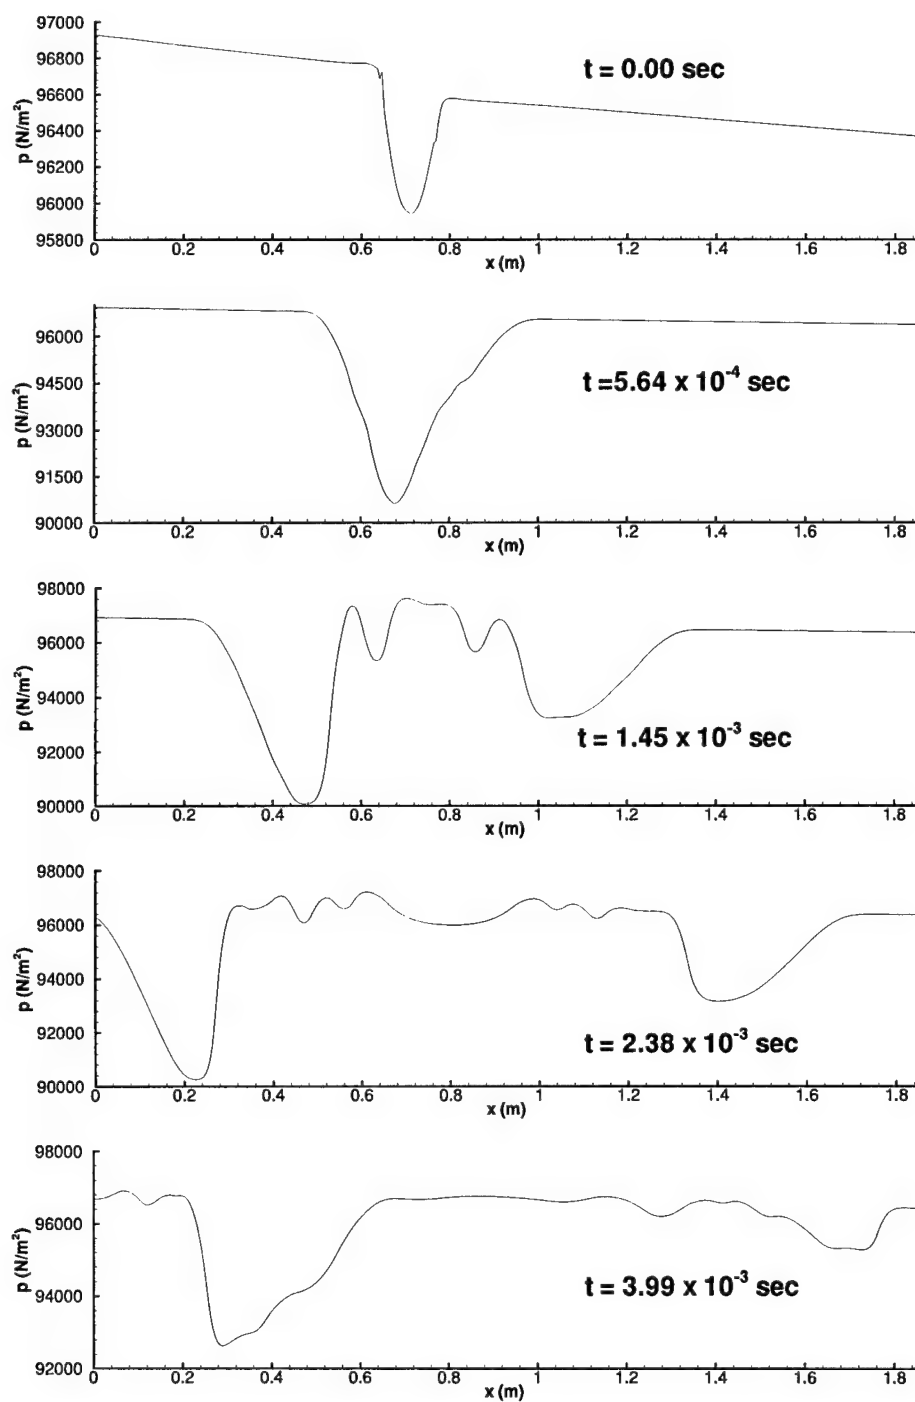 97000
96800
96600
96400
96200
96000
95800
p (N/m²)
t = 0.00 sec
0 0.2 0.4 0.6 0.8 1 1.2 1.4 1.6 1.8
x (m)
96000
94500
93000
91500
90000
p (N/m²)
t =5.64 x 10⁻⁴ sec
0 0.2 0.4 0.6 0.8 1 1.2 1.4 1.6 1.8
x (m)
98000
96000
94000
92000
90000
p (N/m²)
t = 1.45 x 10⁻³ sec
0 0.2 0.4 0.6 0.8 1 1.2 1.4 1.6 1.8
x (m)
98000
96000
94000
92000
90000
p (N/m²)
t = 2.38 x 10⁻³ sec
0 0.2 0.4 0.6 0.8 1 1.2 1.4 1.6 1.8
x (m)
98000
96000
94000
92000
p (N/m²)
t = 3.99 x 10⁻³ sec
0 0.2 0.4 0.6 0.8 1 1.2 1.4 1.6 1.8
x (m)